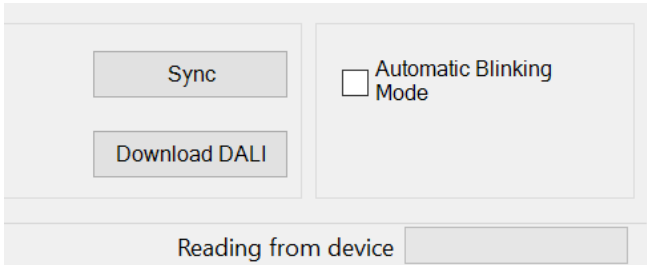 Sync
Automatic Blinking
Mode
Download DALI
Reading from device